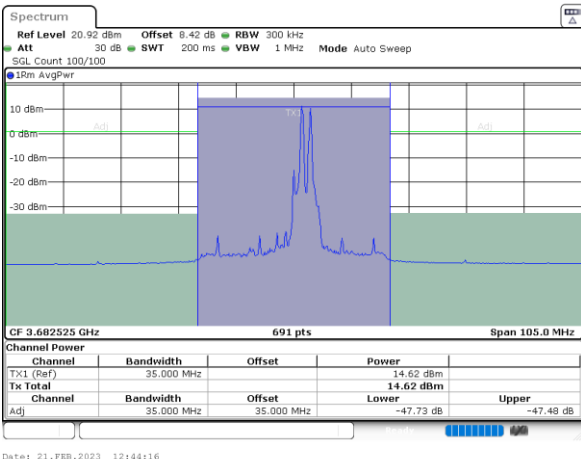 Spectrum
Ref Level 20.92 dBm Offset 8.42 dB RBW 300 kHz
Att 30 dB SWT 200 ms VBW 1 MHz Mode Auto Sweep
SGL Count 100/100
1Rm AvgPwr
10 dBm
TX1
Adj
0 dBm
Adj
-10 dBm
-20 dBm
-30 dBm
CF 3.682525 GHz 691 pts Span 105.0 MHz
Channel Power
Channel Bandwidth Offset Power
TX1 (Ref) 35.000 MHz 14.62 dBm
Tx Total 14.62 dBm
Channel Bandwidth Offset Lower Upper
Adj 35.000 MHz 35.000 MHz -47.73 dB -47.48 dB
Ready
Date: 21.FEB.2023 12:44:16